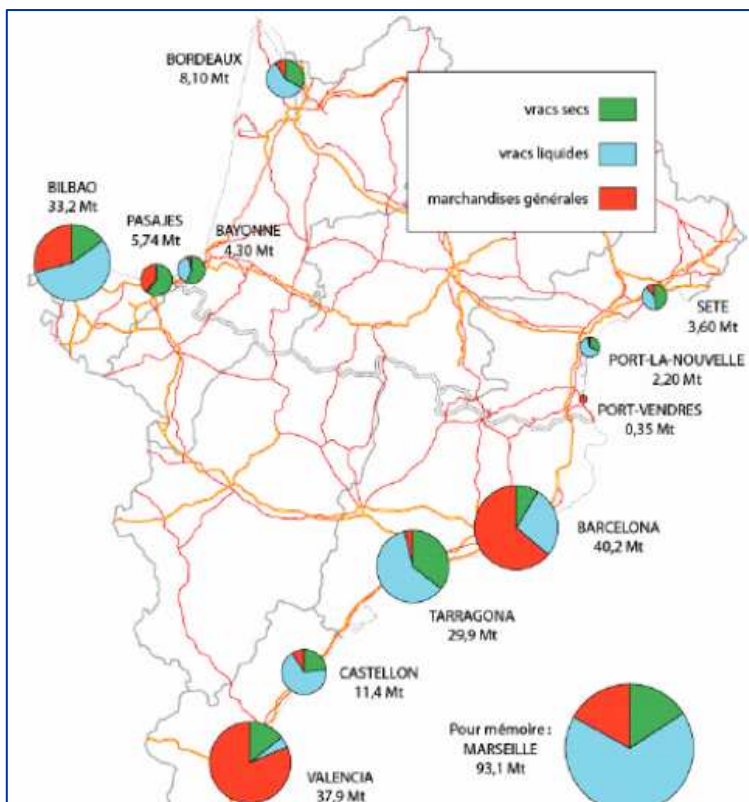 BORDEAUX
8,10 Mt
vracs secs
vracs liquides
marchandises générales
BILBAO
33,2 Mt
PASAJES
5,74 Mt
BAYONNE
4,30 Mt
SETE
3,60 Mt
PORT-LA-NOUVELLE
2,20 Mt
PORT-VENDRES
0,35 Mt
BARCELONA
40,2 Mt
TARRAGONA
29,9 Mt
CASTELLON
11,4 Mt
Pour mémoire :
MARSEILLE
93,1 Mt
VALENCIA
37,9 Mt